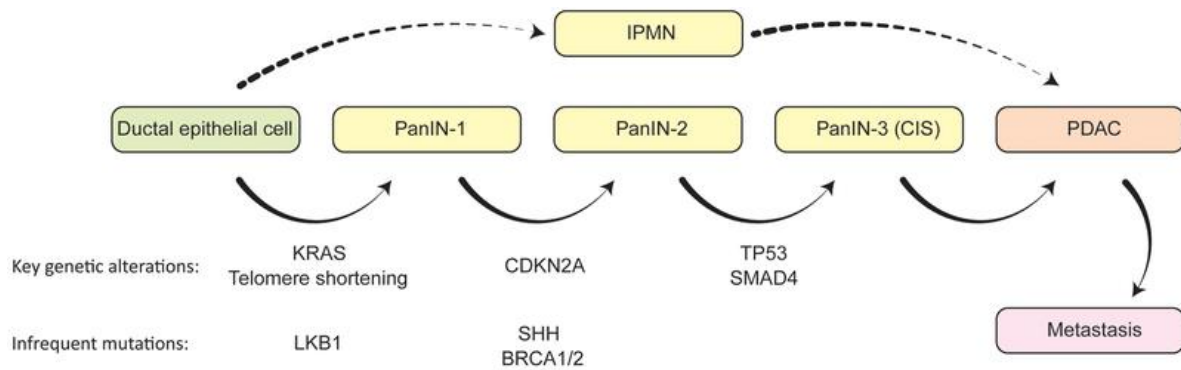 IPMN
Ductal epithelial cell
PanIN-1
PanIN-2
PanIN-3 (CIS)
PDAC
Key genetic alterations:
KRAS
Telomere shortening
CDKN2A
TP53
SMAD4
Infrequent mutations:
LKB1
SHH
BRCA1/2
Metastasis